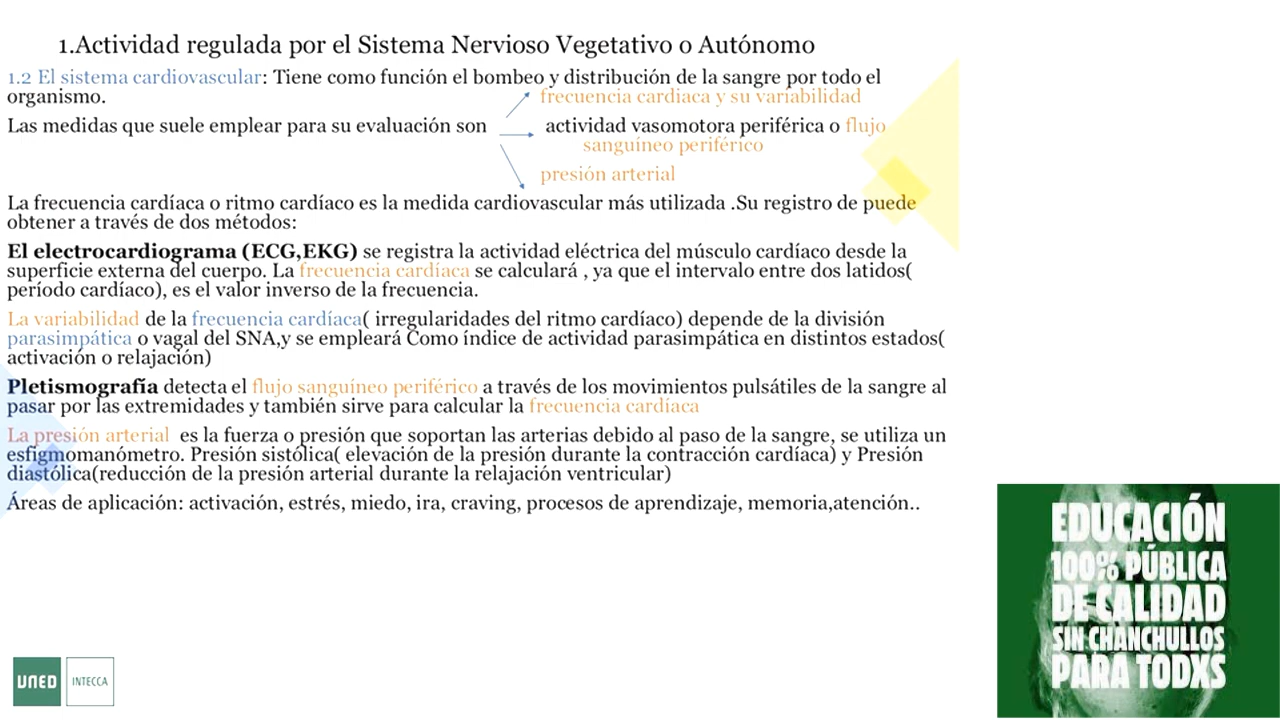 1.Actividad regulada por el Sistema Nervioso Vegetativo o Autónomo
1.2 El sistema cardiovascular: Tiene como función el bombeo y distribución de la sangre por todo el
organismo.
frecuencia cardiaca y su variabilidad
Las medidas que suele emplear para su evaluación son
actividad vasomotora periférica o flujo
sanguíneo periférico
presión arterial
La frecuencia cardíaca o ritmo cardíaco es la medida cardiovascular más utilizada .Su registro de puede
obtener a través de dos métodos:
El electrocardiograma (ECG,EKG) se registra la actividad eléctrica del músculo cardíaco desde la
superficie externa del cuerpo. La frecuencia cardíaca se calculará , ya que el intervalo entre dos latidos(
período cardíaco), es el valor inverso de la frecuencia.
La variabilidad de la frecuencia cardíaca( irregularidades del ritmo cardíaco) depende de la división
parasimpática o vagal del SNA,y se empleará Como índice de actividad parasimpática en distintos estados(
activación o relajación)
Pletismografía detecta el flujo sanguíneo periférico a través de los movimientos pulsátiles de la sangre al
pasar por las extremidades y también sirve para calcular la frecuencia cardíaca
La presión arterial es la fuerza o presión que soportan las arterias debido al paso de la sangre, se utiliza un
esfigmomanómetro. Presión sistólica( elevación de la presión durante la contracción cardíaca) y Presión
diastólica(reducción de la presión arterial durante la relajación ventricular)
Áreas de aplicación: activación, estrés, miedo, ira, craving, procesos de aprendizaje, memoria,atención..
EDUCACIÓN
100% PÚBLICA
DE CALIDAD
SIN CHANCHULLOS
PARA TODXS
UNED
INTECCA